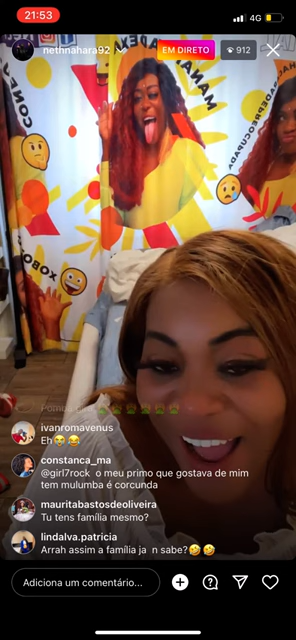 21:53
4G
nethnahara92
EM DIRETO
912
ivanromavenus
Eh😂😂
constanca_ma
@girl7rock o meu primo que gostava de mim
tem mulumba é corcunda
mauritabastosdeoliveira
Tu tens família mesmo?
lindalva.patricia
Arrah assim a família ja n sabe?🤣🤣
Adiciona um comentário...